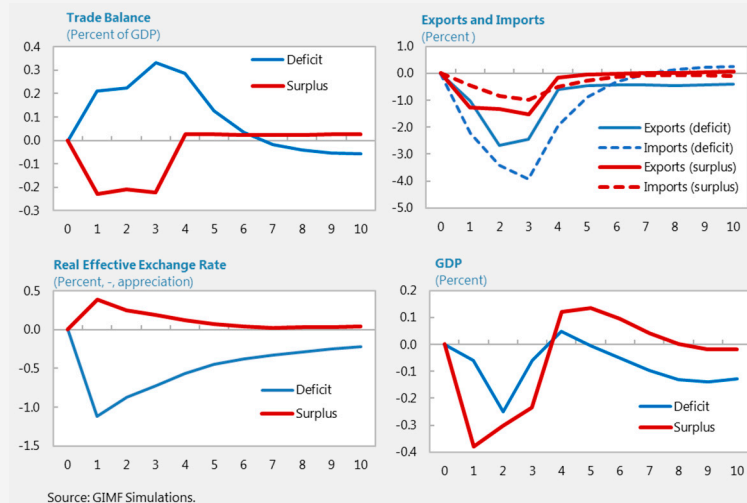 Trade Balance
(Percent of GDP)
0.4
0.3
0.2
0.1
0.0
-0.1
-0.2
-0.3
0 1 2 3 4 5 6 7 8 9 10
Deficit
Surplus
Exports and Imports
(Percent )
1.0
0.0
-1.0
-2.0
-3.0
-4.0
-5.0
0 1 2 3 4 5 6 7 8 9 10
Exports (deficit)
Imports (deficit)
Exports (surplus)
Imports (surplus)
Real Effective Exchange Rate
(Percent, -, appreciation)
0.5
0.0
-0.5
-1.0
-1.5
0 1 2 3 4 5 6 7 8 9 10
Deficit
Surplus
GDP
(Percent)
0.2
0.1
0.0
-0.1
-0.2
-0.3
-0.4
0 1 2 3 4 5 6 7 8 9 10
Deficit
Surplus
Source: GIMF Simulations.